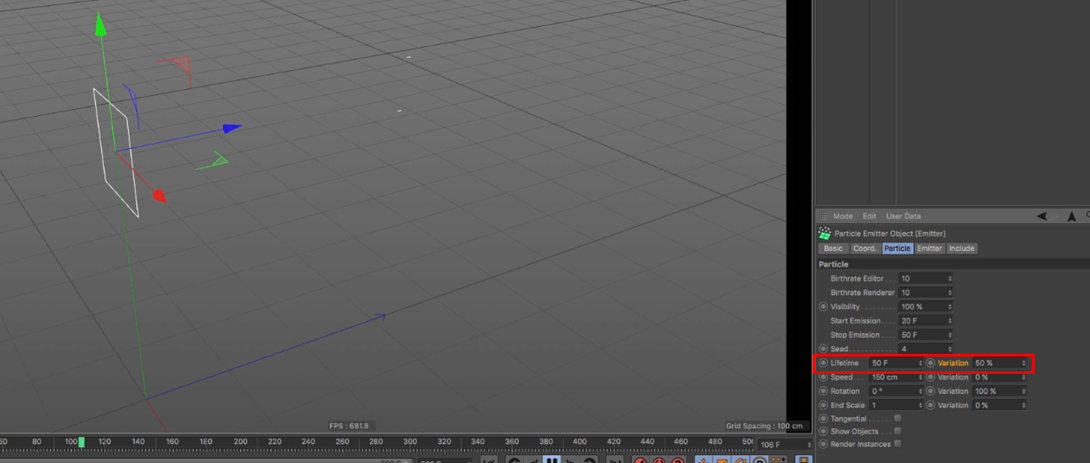 Mode Edit User Data
Particle Emitter Object [Emitter]
Basic Coord. Particle Emitter Include
Particle
Birthrate Editor . . . 10
Birthrate Renderer 10
Visibility . . . . . . . . . 100 %
Start Emission . . . . 20 F
Stop Emission . . . . 50 F
Seed . . . . . . . . . . . . 4
Lifetime 50 F Variation 50 %
Speed . . 150 cm Variation 0 %
Rotation 0 ° Variation 100 %
End Scale 1 Variation 0 %
Tangential . . . . . .
Show Objects . . .
Render Instances
FPS : 681.8 Grid Spacing : 100 cm
60 80 100 120 140 160 180 200 220 240 260 280 300 320 340 360 380 400 420 440 460 480 106 F